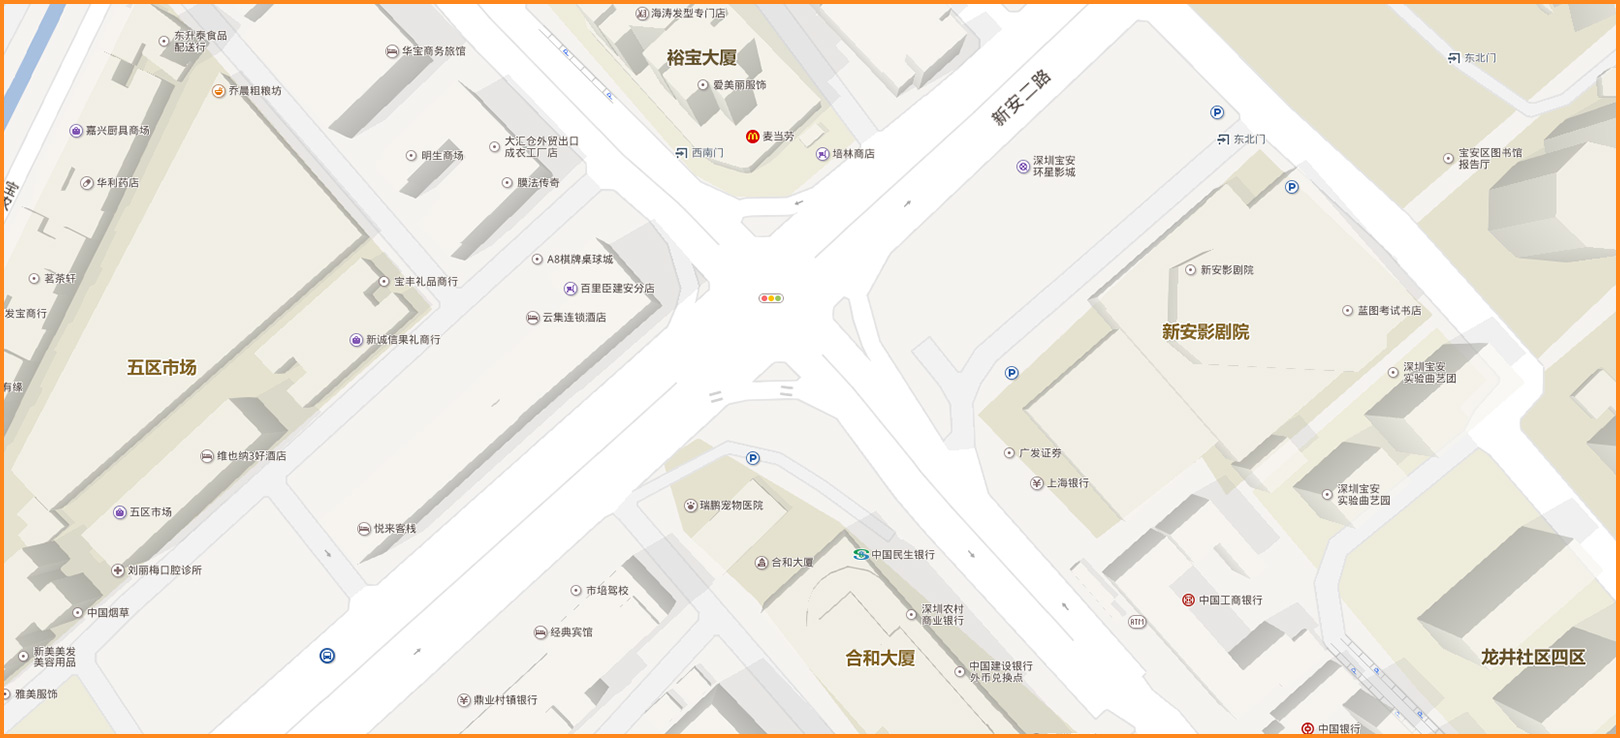 海涛发型专门店
东升泰食品
配送行
华宝商务旅馆
裕宝大厦
东北门
爱美丽服饰
乔晨粗粮坊
新安二路
P
嘉兴厨具商场
麦当劳
东北门
大汇仓外贸出口
成衣工厂店
明生商场
西南门
培林商店
深圳宝安
环星影城
宝安区图书馆
报告厅
华利药店
膜法传奇
P
A8棋牌桌球城
新安影剧院
茗茶轩
宝丰礼品商行
百里臣建安分店
发宝商行
云集连锁酒店
蓝图考试书店
新安影剧院
新诚信果礼商行
五区市场
P
深圳宝安
实验曲艺团
有缘
维也纳3好酒店
P
广发证券
上海银行
深圳宝安
实验曲艺园
瑞鹏宠物医院
五区市场
悦来客栈
中国民生银行
合和大厦
刘丽梅口腔诊所
市培驾校
中国工商银行
中国烟草
深圳农村
商业银行
ATM
经典宾馆
新美美发
美容用品
合和大厦
龙井社区四区
中国建设银行
外币兑换点
雅美服饰
鼎业村镇银行
中国银行